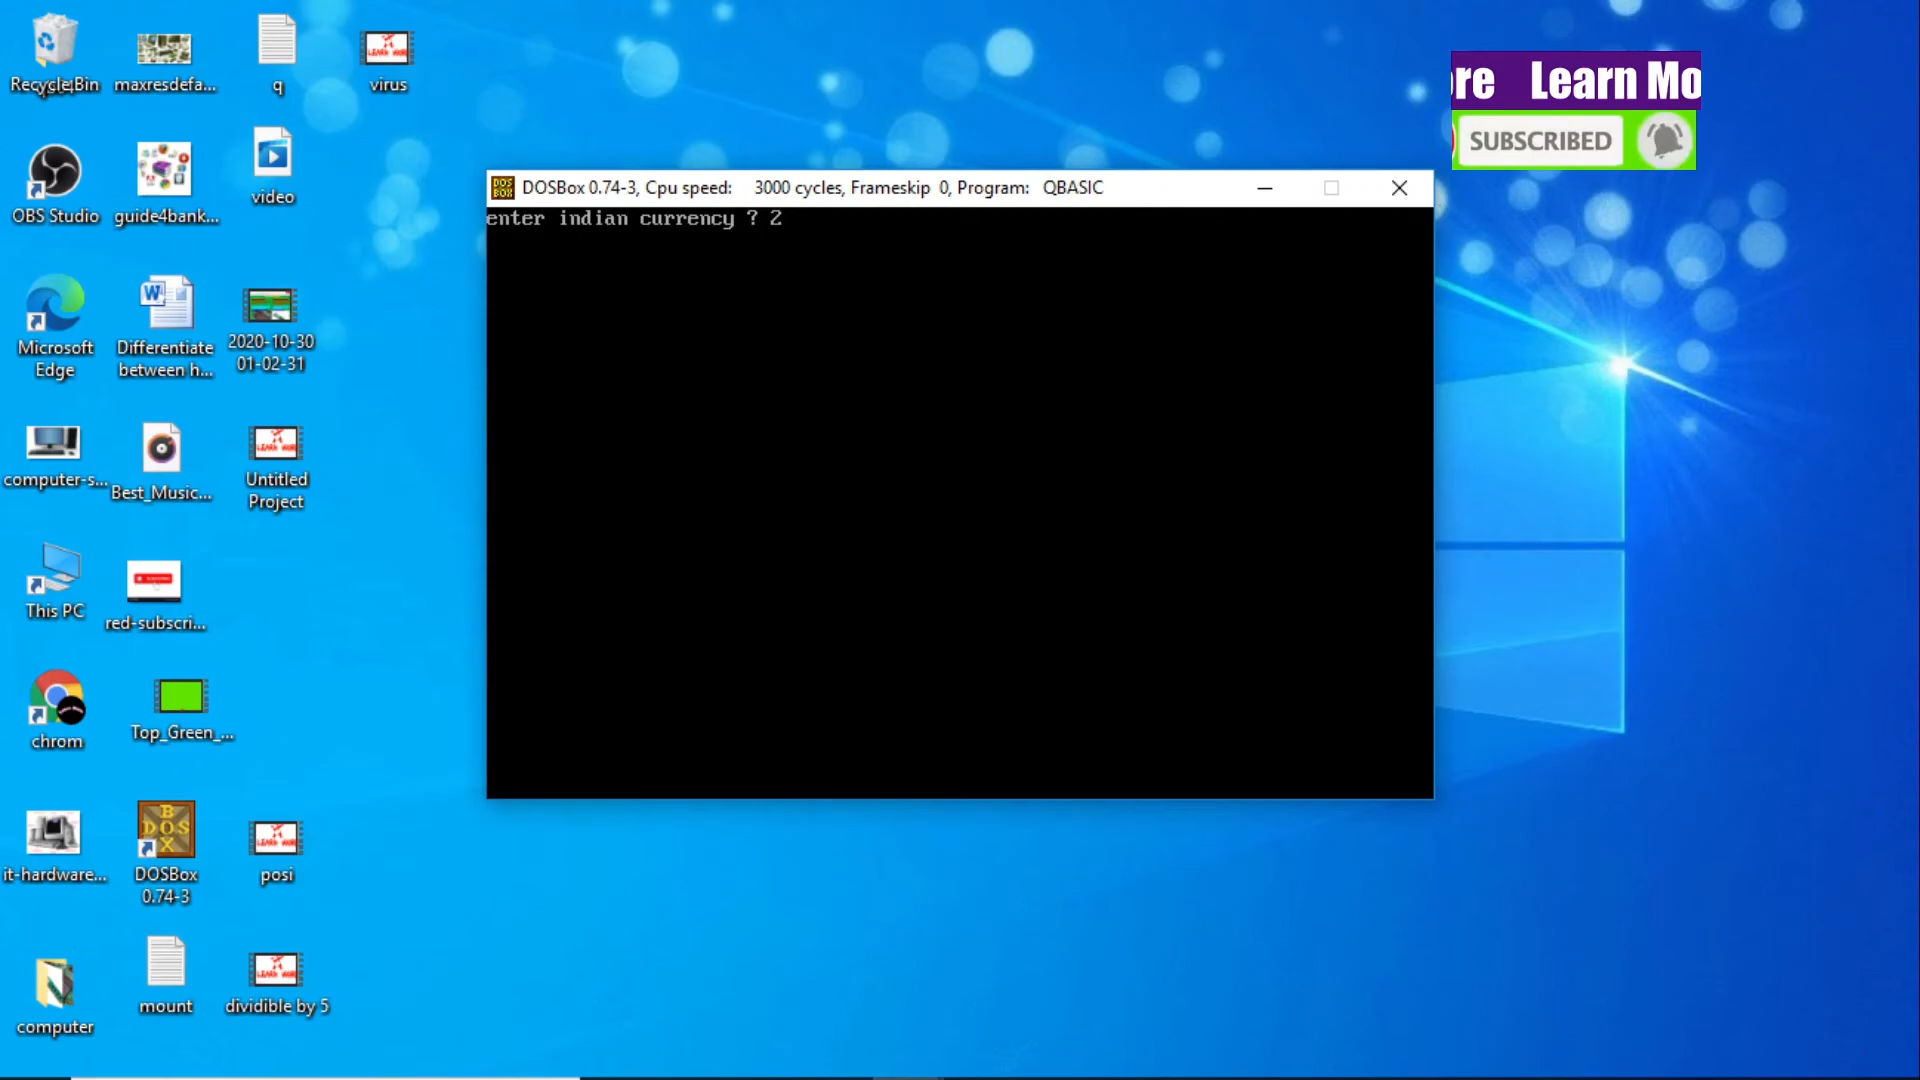 Recycle Bin
maxresdefa...
q
virus
re Learn Mo
SUBSCRIBED
OBS Studio
guide4bank...
video
DOSBox 0.74-3, Cpu speed: 3000 cycles, Frameskip 0, Program: QBASIC
enter indian currency ? 2
Microsoft
Edge
Differentiate
between h...
2020-10-30
01-02-31
computer-s...
Best_Music...
Untitled
Project
This PC
red-subscri...
chrom
Top_Green_...
it-hardware...
DOSBox
0.74-3
posi
computer
mount
dividible by 5